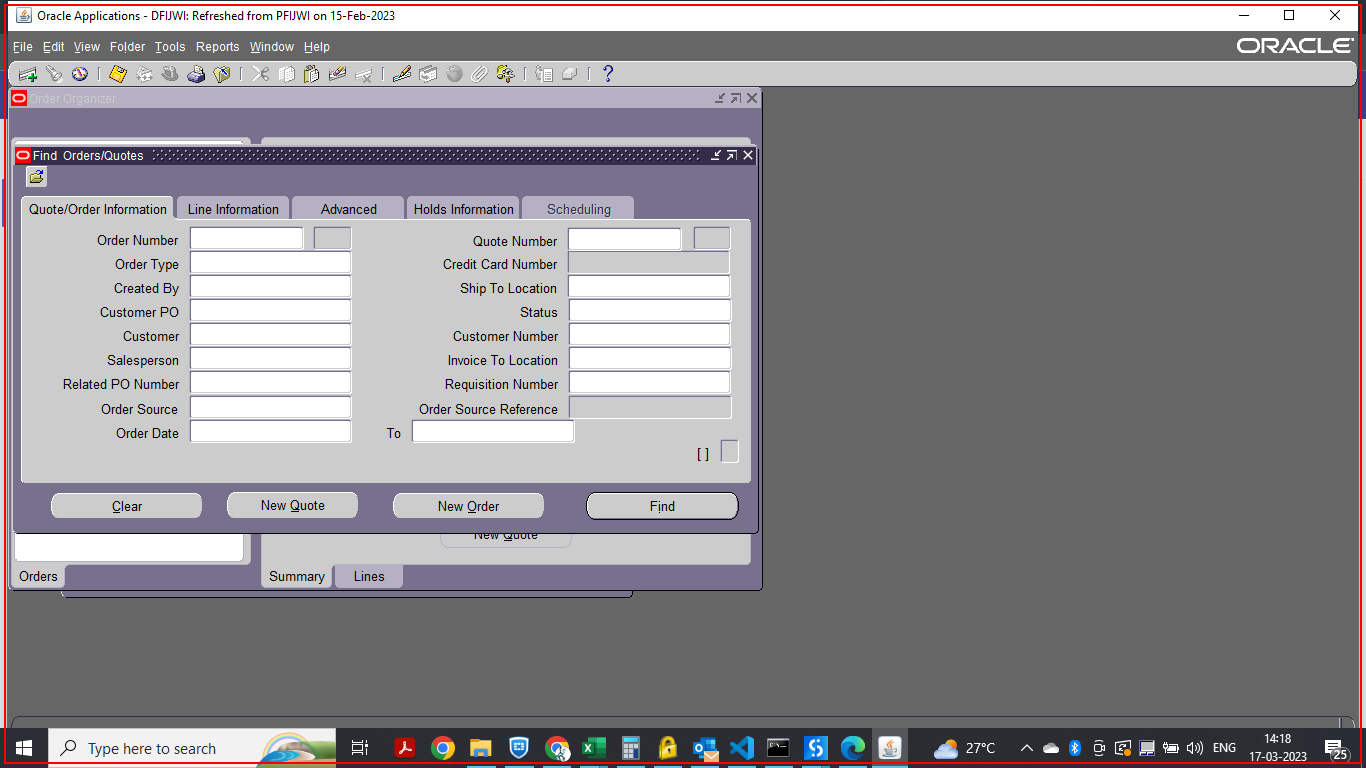 Oracle Applications - DFIJWI: Refreshed from PFIJWI on 15-Feb-2023
File Edit View Folder Tools Reports Window Help
ORACLE
Order Organizer
Find Orders/Quotes
Quote/Order Information Line Information Advanced Holds Information Scheduling
Order Number Quote Number
Order Type Credit Card Number
Created By Ship To Location
Customer PO Status
Customer Customer Number
Salesperson Invoice To Location
Related PO Number Requisition Number
Order Source Order Source Reference
Order Date To
[ ]
Clear New Quote New Order Find
New Quote
Orders Summary Lines
Type here to search 27°C ENG 14:18
17-03-2023 25